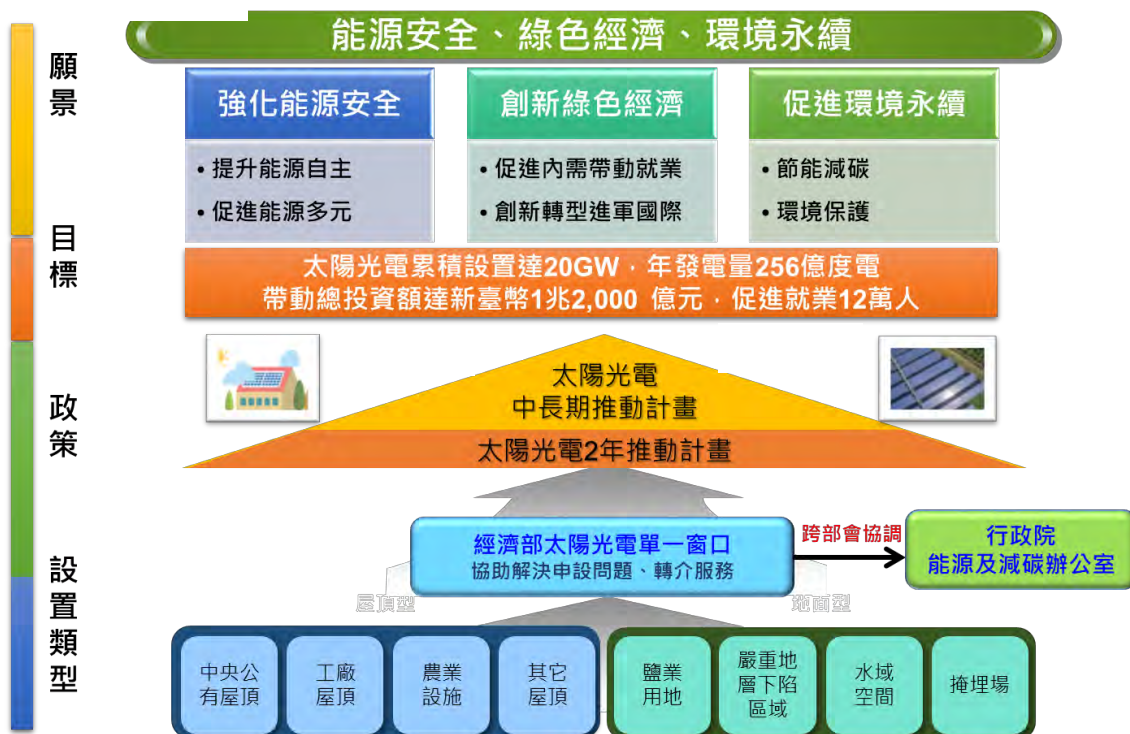 能源安全、綠色經濟、環境永續
願景
強化能源安全
創新綠色經濟
促進環境永續
• 提升能源自主
• 促進能源多元
• 促進內需帶動就業
• 創新轉型進軍國際
• 節能減碳
• 環境保護
目標
太陽光電累積設置達20GW，年發電量256億度電
帶動總投資額達新臺幣1兆2,000 億元，促進就業12萬人
政策
太陽光電
中長期推動計畫
太陽光電2年推動計畫
經濟部太陽光電單一窗口
協助解決申設問題、轉介服務
跨部會協調
行政院
能源及減碳辦公室
設置類型
屋頂型
地面型
中央公
有屋頂
工廠
屋頂
農業
設施
其它
屋頂
鹽業
用地
嚴重地
層下陷
區域
水域
空間
掩埋場